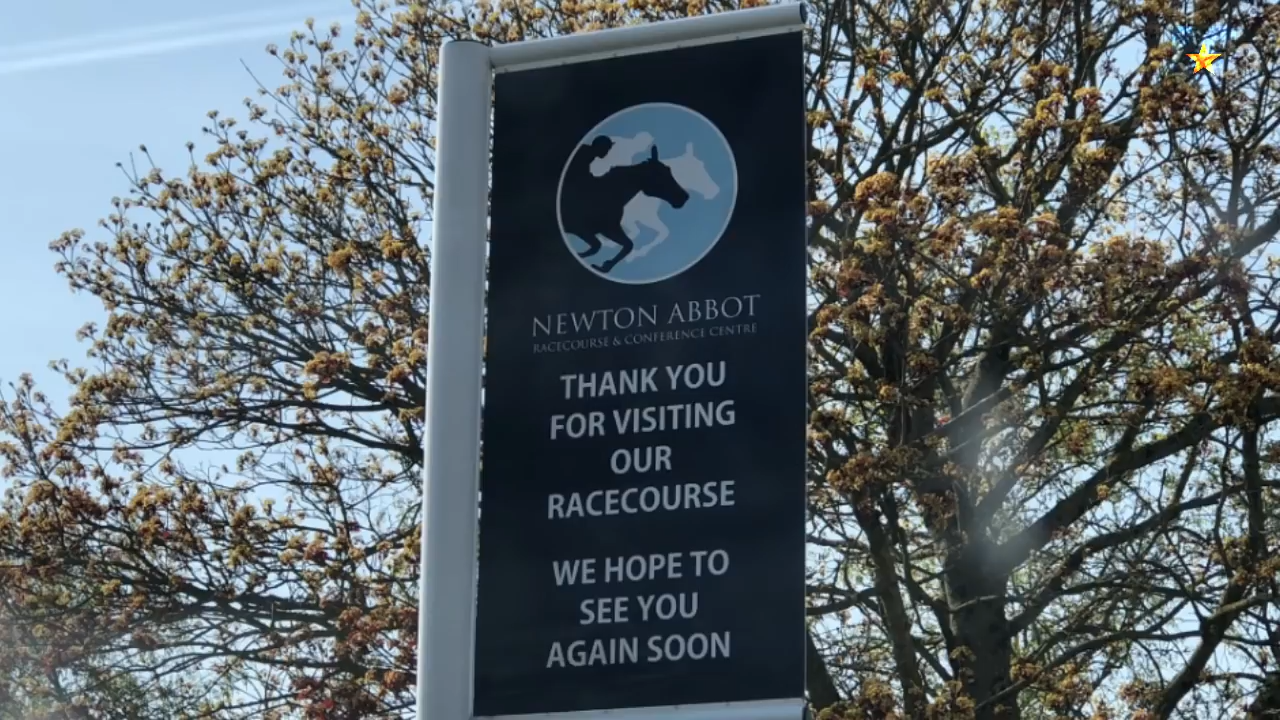 NEWTON ABBOT
RACECOURSE & CONFERENCE CENTRE
THANK YOU
FOR VISITING
OUR
RACECOURSE
WE HOPE TO
SEE YOU
AGAIN SOON